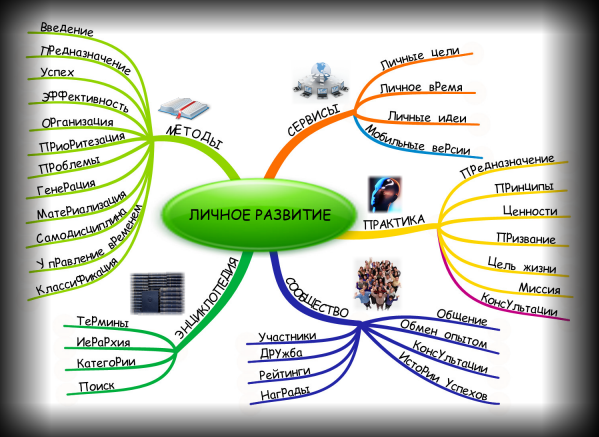 ЛИЧНОЕ РАЗВИТИЕ
МЕТОДЫ
Введение
Предназначение
Успех
Эффективность
Организация
Приоритезация
Проблемы
Генерация
Материализация
Самодисциплина
Управление временем
Классификация
СЕРВИСЫ
Личные цели
Личное время
Личные идеи
Мобильные версии
ПРАКТИКА
Предназначение
Принципы
Ценности
Призвание
Цель жизни
Миссия
Консультации
СООБЩЕСТВО
Общение
Обмен опытом
Консультации
Истории Успехов
Участники
Дружба
Рейтинги
Награды
ЭНЦИКЛОПЕДИЯ
Термины
Иерархия
Категории
Поиск